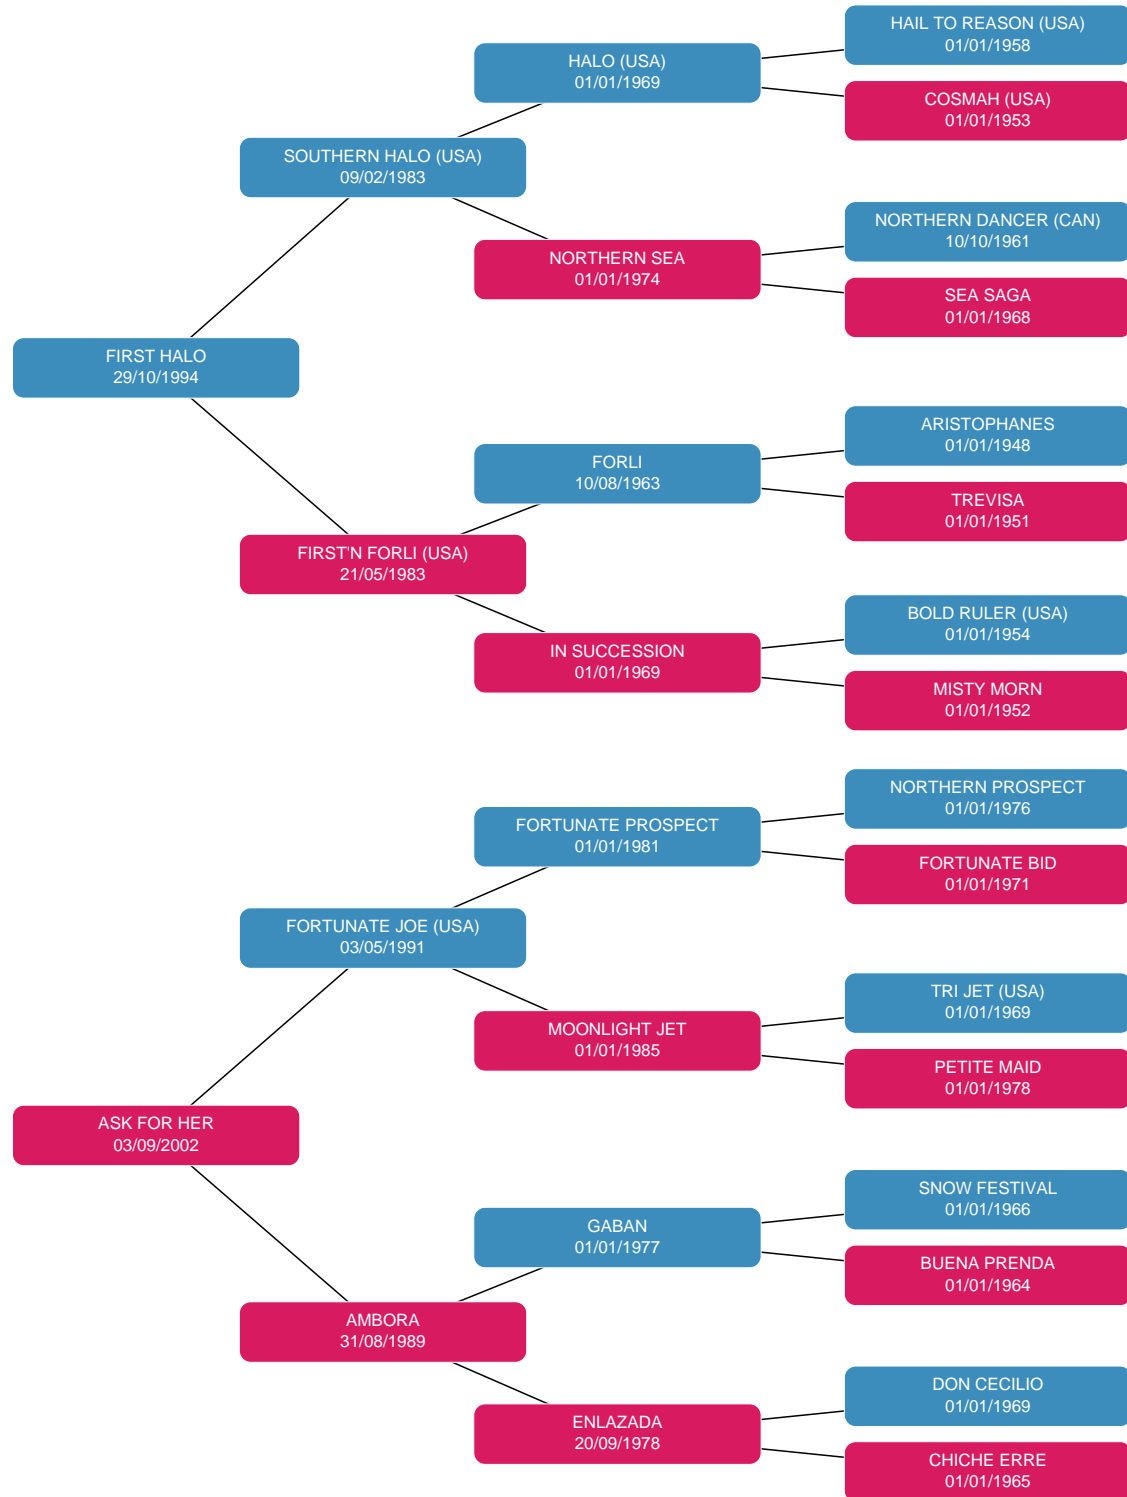 HAIL TO REASON (USA)
01/01/1958
HALO (USA)
01/01/1969
COSMAH (USA)
01/01/1953
SOUTHERN HALO (USA)
09/02/1983
NORTHERN DANCER (CAN)
10/10/1961
NORTHERN SEA
01/01/1974
SEA SAGA
01/01/1968
FIRST HALO
29/10/1994
ARISTOPHANES
01/01/1948
FORLI
10/08/1963
TREVISA
01/01/1951
FIRST'N FORLI (USA)
21/05/1983
BOLD RULER (USA)
01/01/1954
IN SUCCESSION
01/01/1969
MISTY MORN
01/01/1952
NORTHERN PROSPECT
01/01/1976
FORTUNATE PROSPECT
01/01/1981
FORTUNATE BID
01/01/1971
FORTUNATE JOE (USA)
03/05/1991
TRI JET (USA)
01/01/1969
MOONLIGHT JET
01/01/1985
PETITE MAID
01/01/1978
ASK FOR HER
03/09/2002
SNOW FESTIVAL
01/01/1966
GABAN
01/01/1977
BUENA PRENDA
01/01/1964
AMBORA
31/08/1989
DON CECILIO
01/01/1969
ENLAZADA
20/09/1978
CHICHE ERRE
01/01/1965